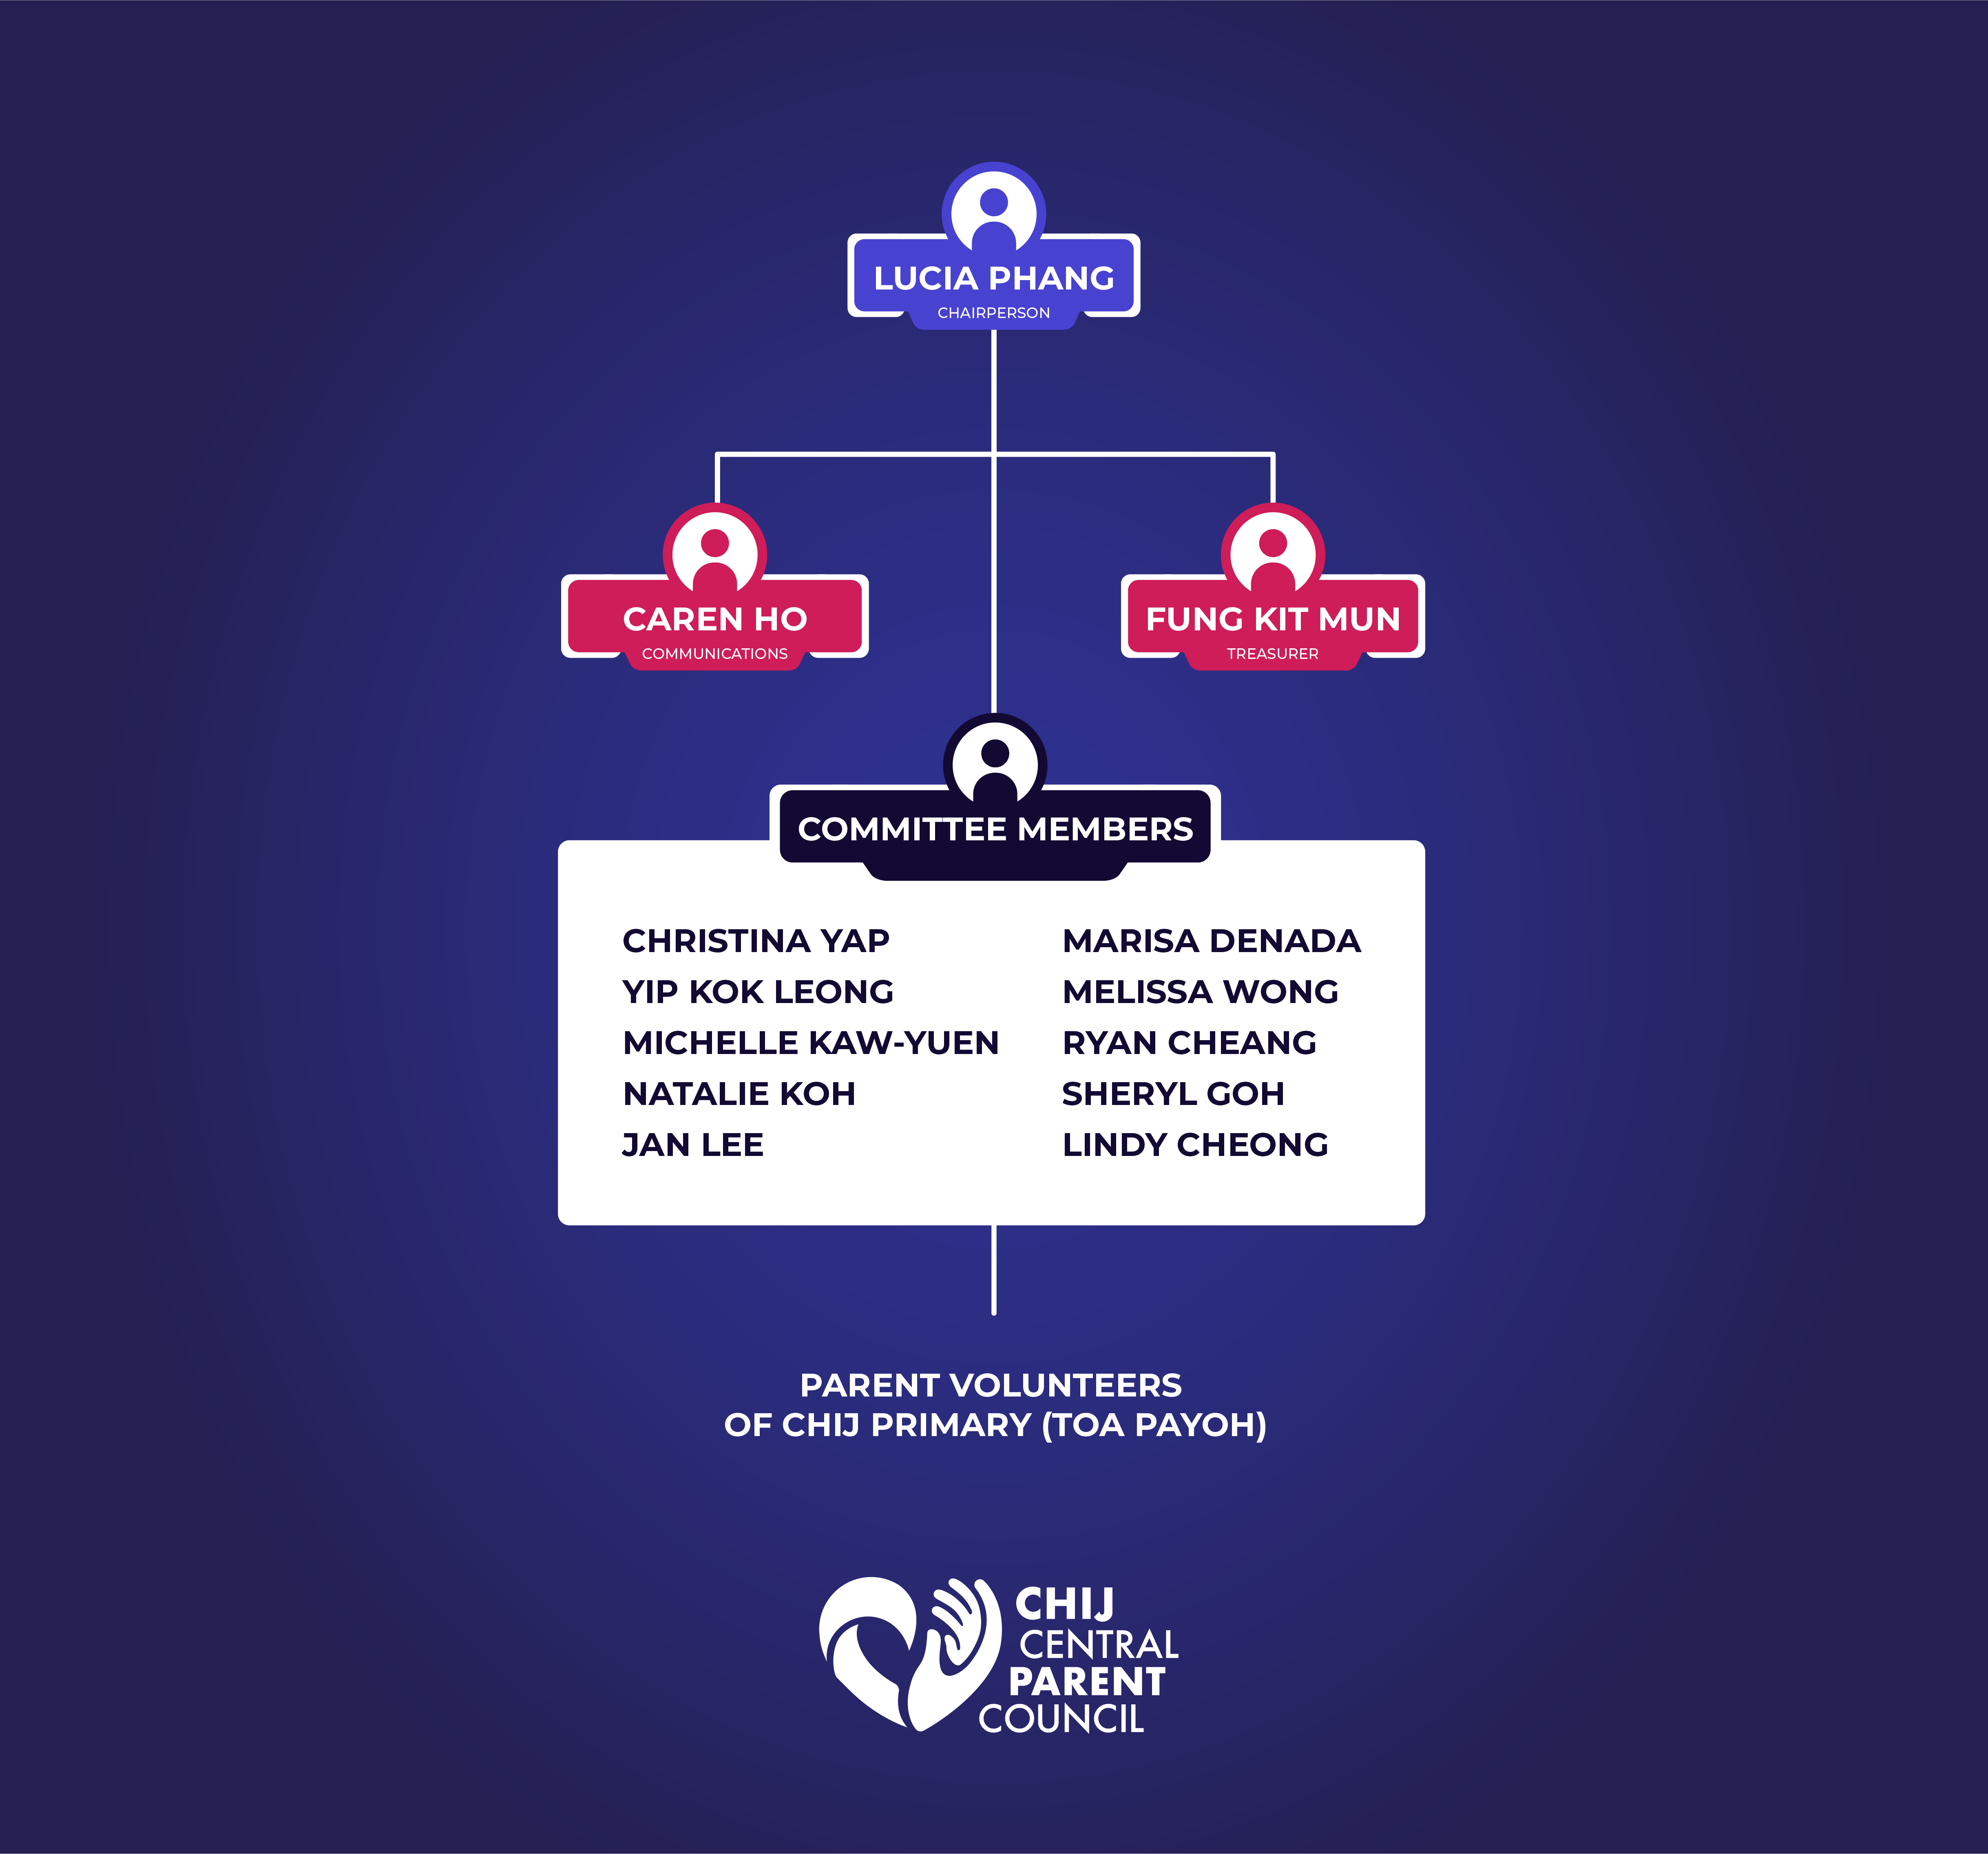 LUCIA PHANG
CHAIRPERSON
CAREN HO
COMMUNICATIONS
FUNG KIT MUN
TREASURER
COMMITTEE MEMBERS
CHRISTINA YAP
YIP KOK LEONG
MICHELLE KAW-YUEN
NATALIE KOH
JAN LEE
MARISA DENADA
MELISSA WONG
RYAN CHEANG
SHERYL GOH
LINDY CHEONG
PARENT VOLUNTEERS
OF CHIJ PRIMARY (TOA PAYOH)
CHIJ
CENTRAL
PARENT
COUNCIL